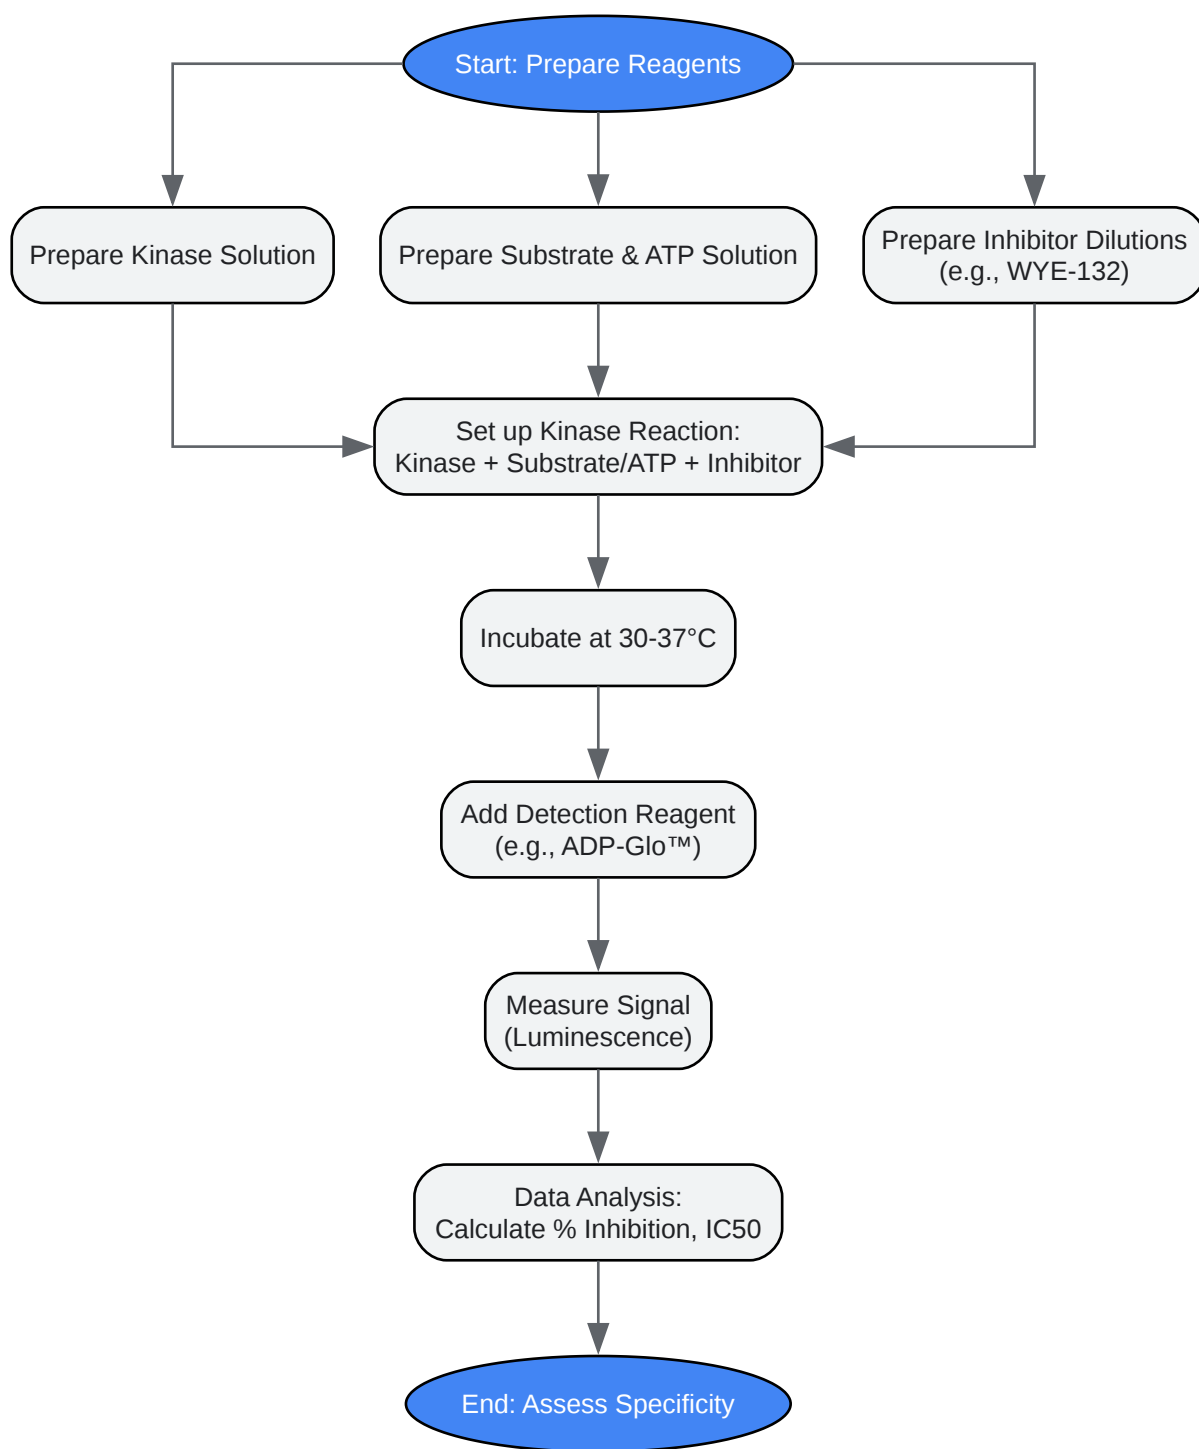 Start: Prepare Reagents
Prepare Kinase Solution
Prepare Substrate & ATP Solution
Prepare Inhibitor Dilutions
(e.g., WYE-132)
Set up Kinase Reaction:
Kinase + Substrate/ATP + Inhibitor
Incubate at 30-37°C
Add Detection Reagent
(e.g., ADP-Glo™)
Measure Signal
(Luminescence)
Data Analysis:
Calculate % Inhibition, IC50
End: Assess Specificity